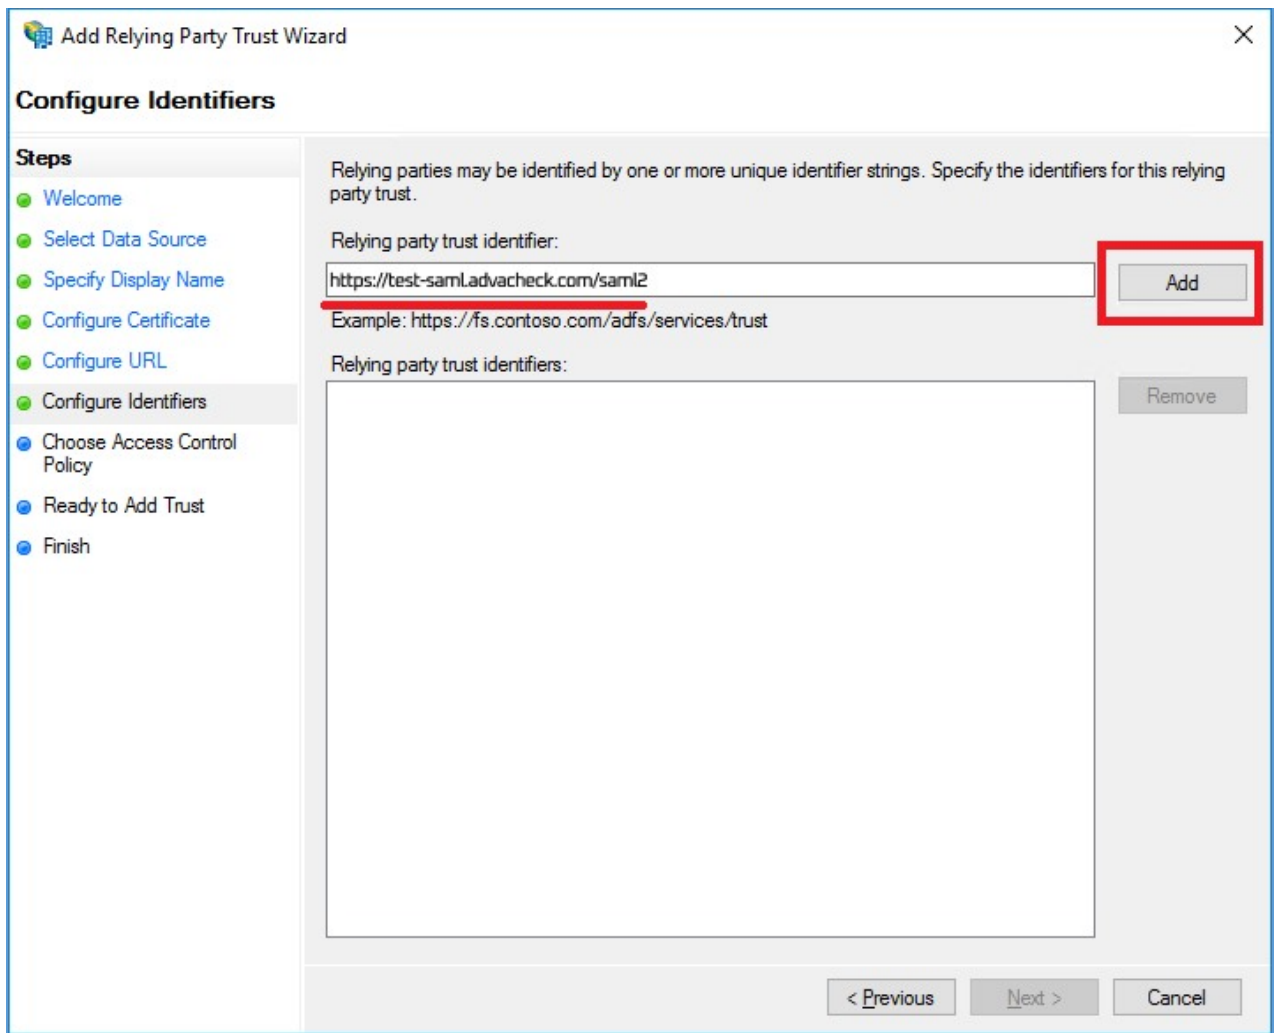 Add Relying Party Trust Wizard
Configure Identifiers
Steps
Welcome
Select Data Source
Specify Display Name
Configure Certificate
Configure URL
Configure Identifiers
Choose Access Control
Policy
Ready to Add Trust
Finish
Relying parties may be identified by one or more unique identifier strings. Specify the identifiers for this relying
party trust.
Relying party trust identifier:
https://test-saml.advacheck.com/saml2
Add
Example: https://fs.contoso.com/adfs/services/trust
Relying party trust identifiers:
Remove
< Previous
Next >
Cancel